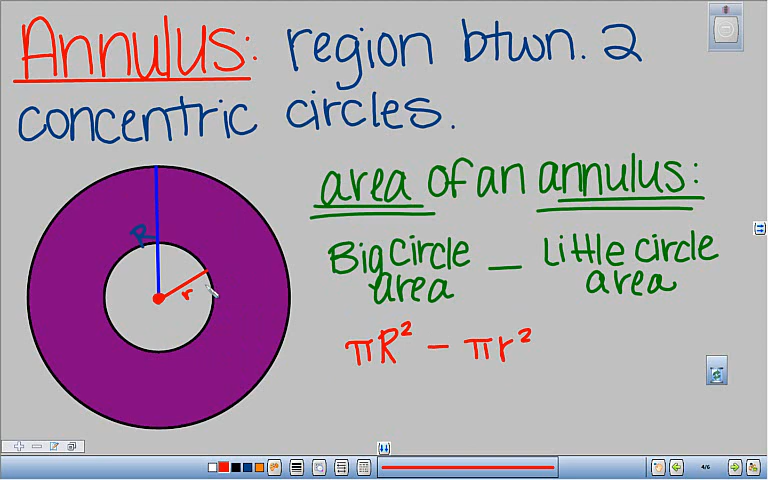 Annulus: region btwn. 2
concentric circles.
area of an annulus:
Big Circle
area
—
Little circle
area
πR² − πr²
R
r
4/6